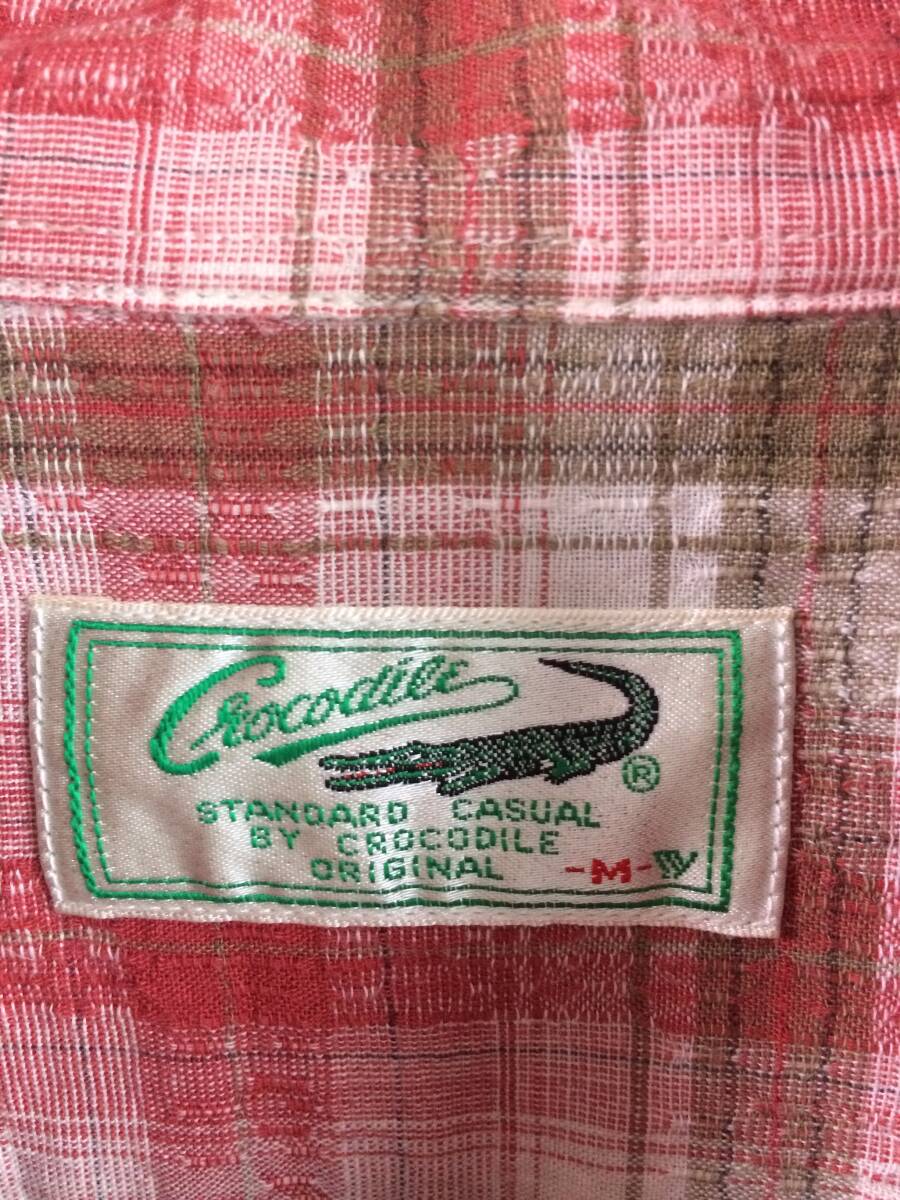 Crocodile
®
STANDARD CASUAL
BY CROCODILE
ORIGINAL -M-